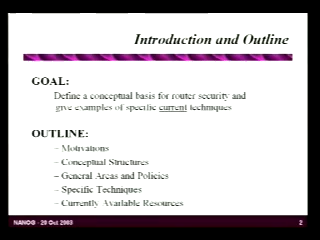 Introduction and Outline
GOAL:
Define a conceptual basis for router security and
give examples of specific current techniques
OUTLINE:
– Motivations
– Conceptual Structures
– General Areas and Policies
– Specific Techniques
– Currently Available Resources
NANOG - 20 Oct 2003
2